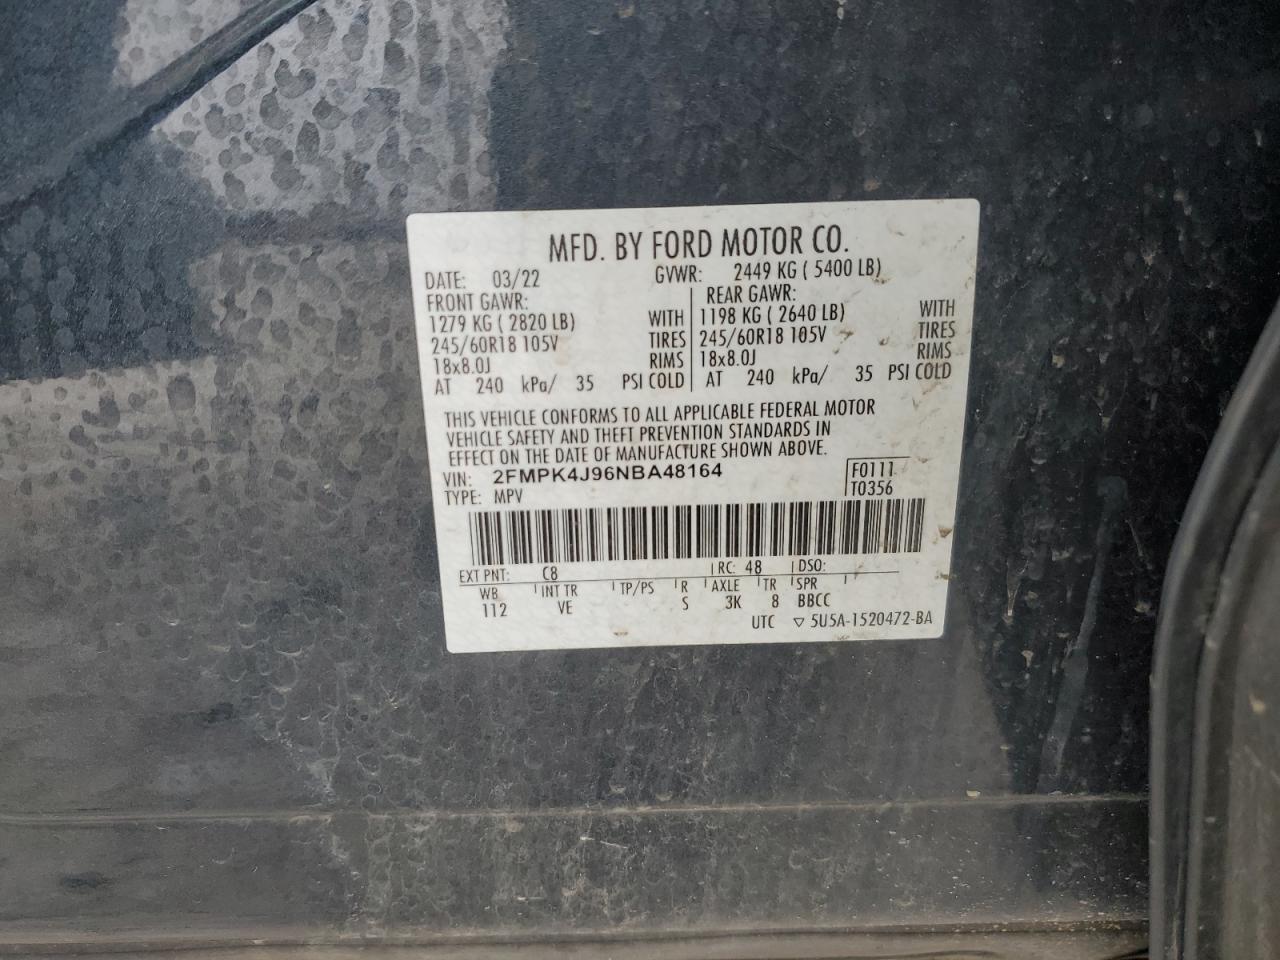 MFD. BY FORD MOTOR CO.
DATE: 03/22 GVWR: 2449 KG ( 5400 LB)
FRONT GAWR: REAR GAWR:
1279 KG ( 2820 LB) WITH 1198 KG ( 2640 LB) WITH
245/60R18 105V TIRES 245/60R18 105V TIRES
18x8.0J RIMS 18x8.0J RIMS
AT 240 kPa/ 35 PSI COLD AT 240 kPa/ 35 PSI COLD
THIS VEHICLE CONFORMS TO ALL APPLICABLE FEDERAL MOTOR
VEHICLE SAFETY AND THEFT PREVENTION STANDARDS IN
EFFECT ON THE DATE OF MANUFACTURE SHOWN ABOVE.
VIN: 2FMPK4J96NBA48164 F0111
TYPE: MPV T0356
EXT PNT: C8 RC: 48 DSO:
WB INT TR TP/PS R AXLE TR SPR
112 VE S 3K 8 BBCC
UTC ▽ 5U5A-1520472-BA